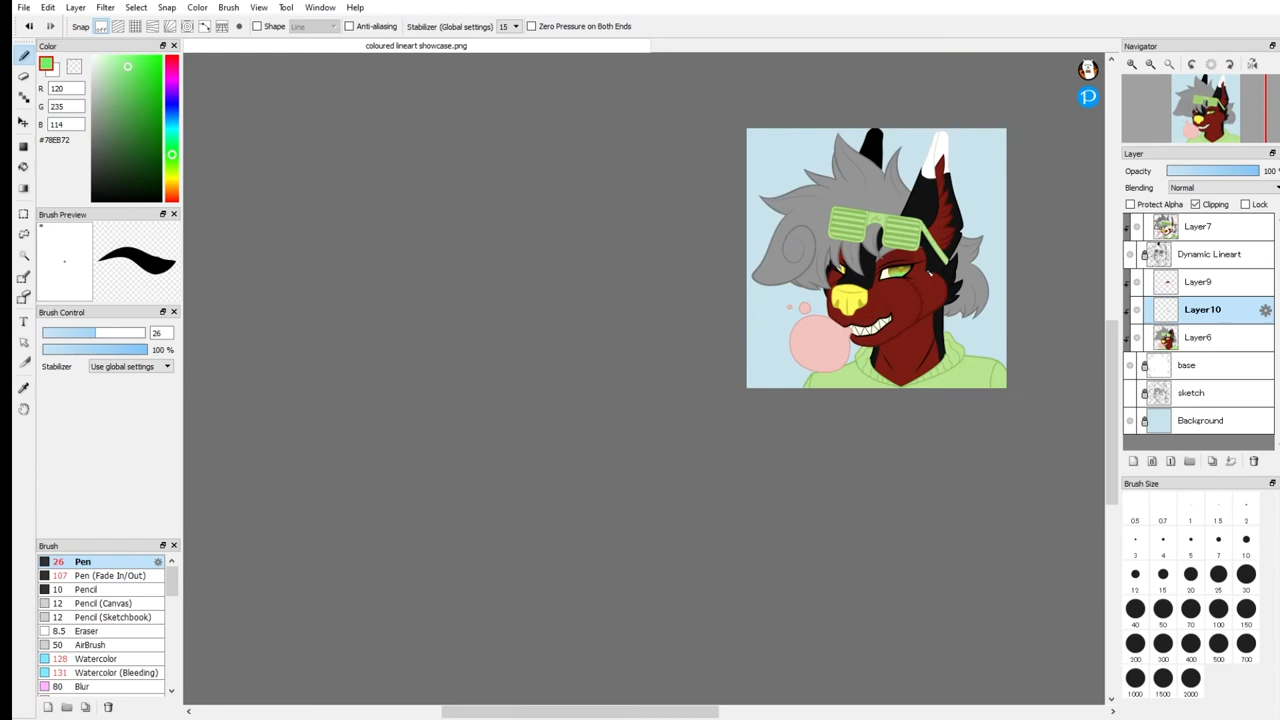 File Edit Layer Filter Select Snap Color Brush View Tool Window Help
Snap OFF Shape Line Anti-aliasing Stabilizer (Global settings) 15 Zero Pressure on Both Ends
coloured lineart showcase.png
Color
R 120
G 235
B 114
#78EB72
Brush Preview
Brush Control
26
100 %
Stabilizer Use global settings
Brush
26 Pen
107 Pen (Fade In/Out)
10 Pencil
12 Pencil (Canvas)
12 Pencil (Sketchbook)
8.5 Eraser
50 AirBrush
128 Watercolor
131 Watercolor (Bleeding)
80 Blur
Navigator
Layer
Opacity 100
Blending Normal
Protect Alpha Clipping Lock
Layer7
Dynamic Lineart
Layer9
Layer10
Layer6
base
sketch
Background
Brush Size
0.5 0.7 1 1.5 2
3 4 5 7 10
12 15 20 25 30
40 50 70 100 150
200 300 400 500 700
1000 1500 2000